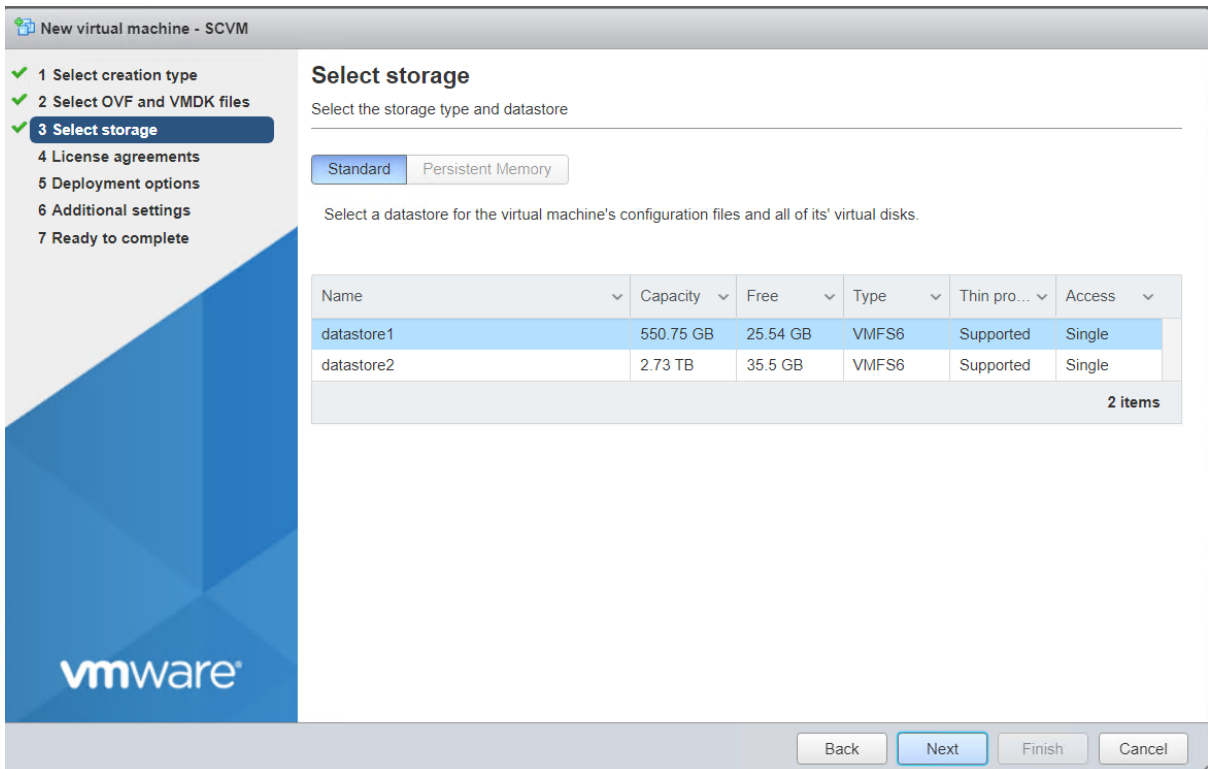 New virtual machine - SCVM
1 Select creation type
2 Select OVF and VMDK files
3 Select storage
4 License agreements
5 Deployment options
6 Additional settings
7 Ready to complete
vmware®
Select storage
Select the storage type and datastore
Standard Persistent Memory
Select a datastore for the virtual machine's configuration files and all of its' virtual disks.
Name Capacity Free Type Thin pro... Access
datastore1 550.75 GB 25.54 GB VMFS6 Supported Single
datastore2 2.73 TB 35.5 GB VMFS6 Supported Single
2 items
Back Next Finish Cancel